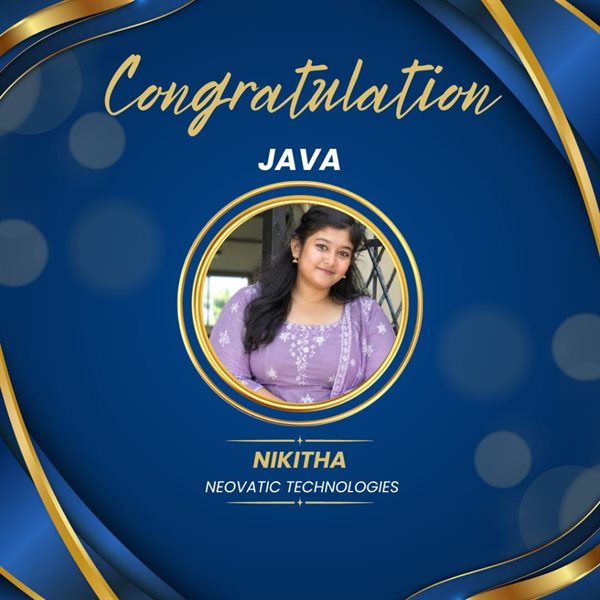 Congratulation
JAVA
NIKITHA
NEOVATIC TECHNOLOGIES